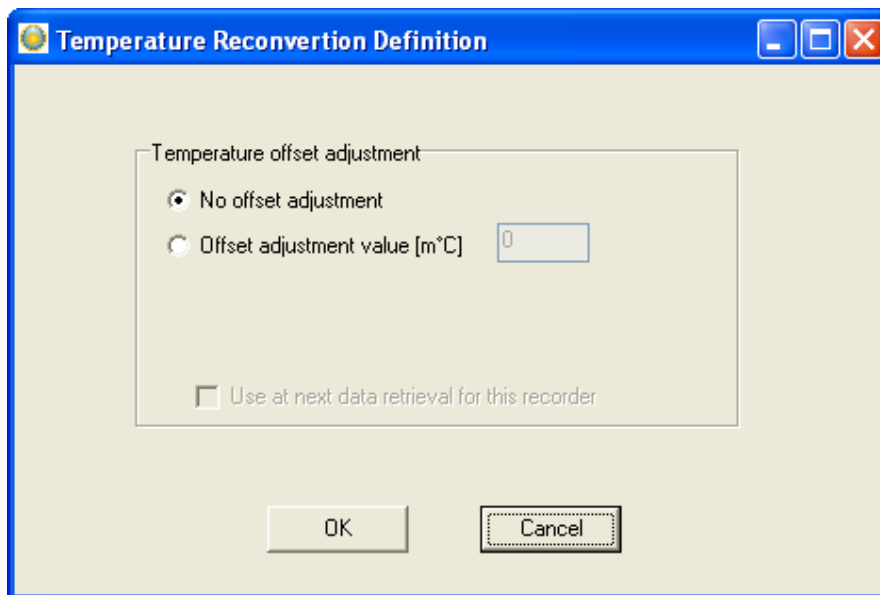 Temperature Reconvertion Definition
Temperature offset adjustment
No offset adjustment
Offset adjustment value [m°C] 0
Use at next data retrieval for this recorder
OK Cancel